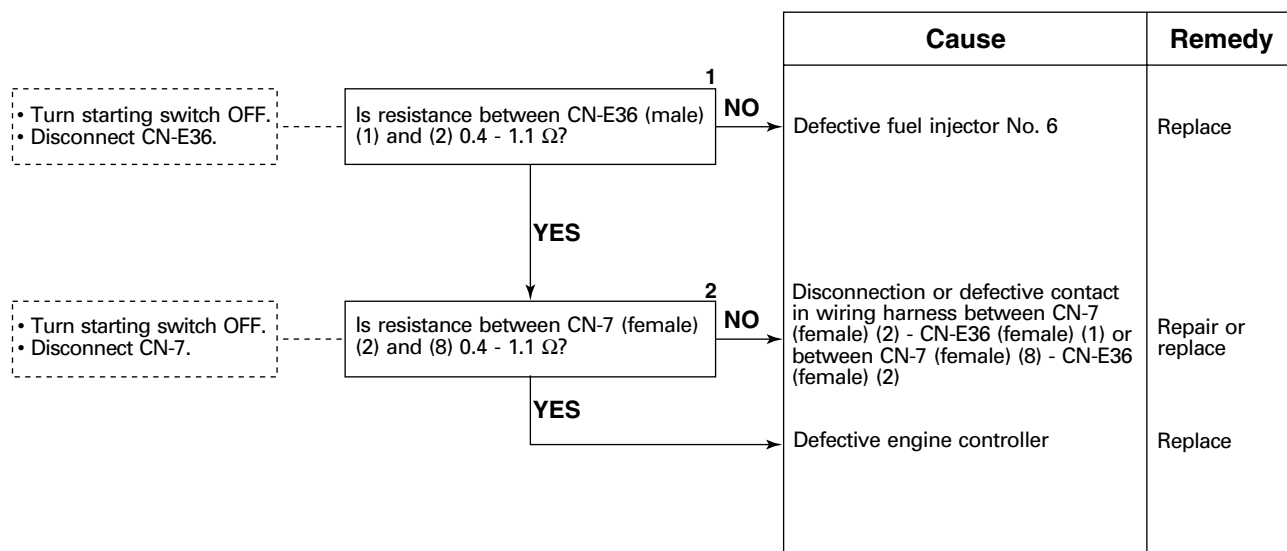 Cause
Remedy
• Turn starting switch OFF.
• Disconnect CN-E36.
1
Is resistance between CN-E36 (male)
(1) and (2) 0.4 - 1.1 Ω?
NO
Defective fuel injector No. 6
Replace
YES
• Turn starting switch OFF.
• Disconnect CN-7.
2
Is resistance between CN-7 (female)
(2) and (8) 0.4 - 1.1 Ω?
NO
Disconnection or defective contact
in wiring harness between CN-7
(female) (2) - CN-E36 (female) (1) or
between CN-7 (female) (8) - CN-E36
(female) (2)
Repair or
replace
YES
Defective engine controller
Replace